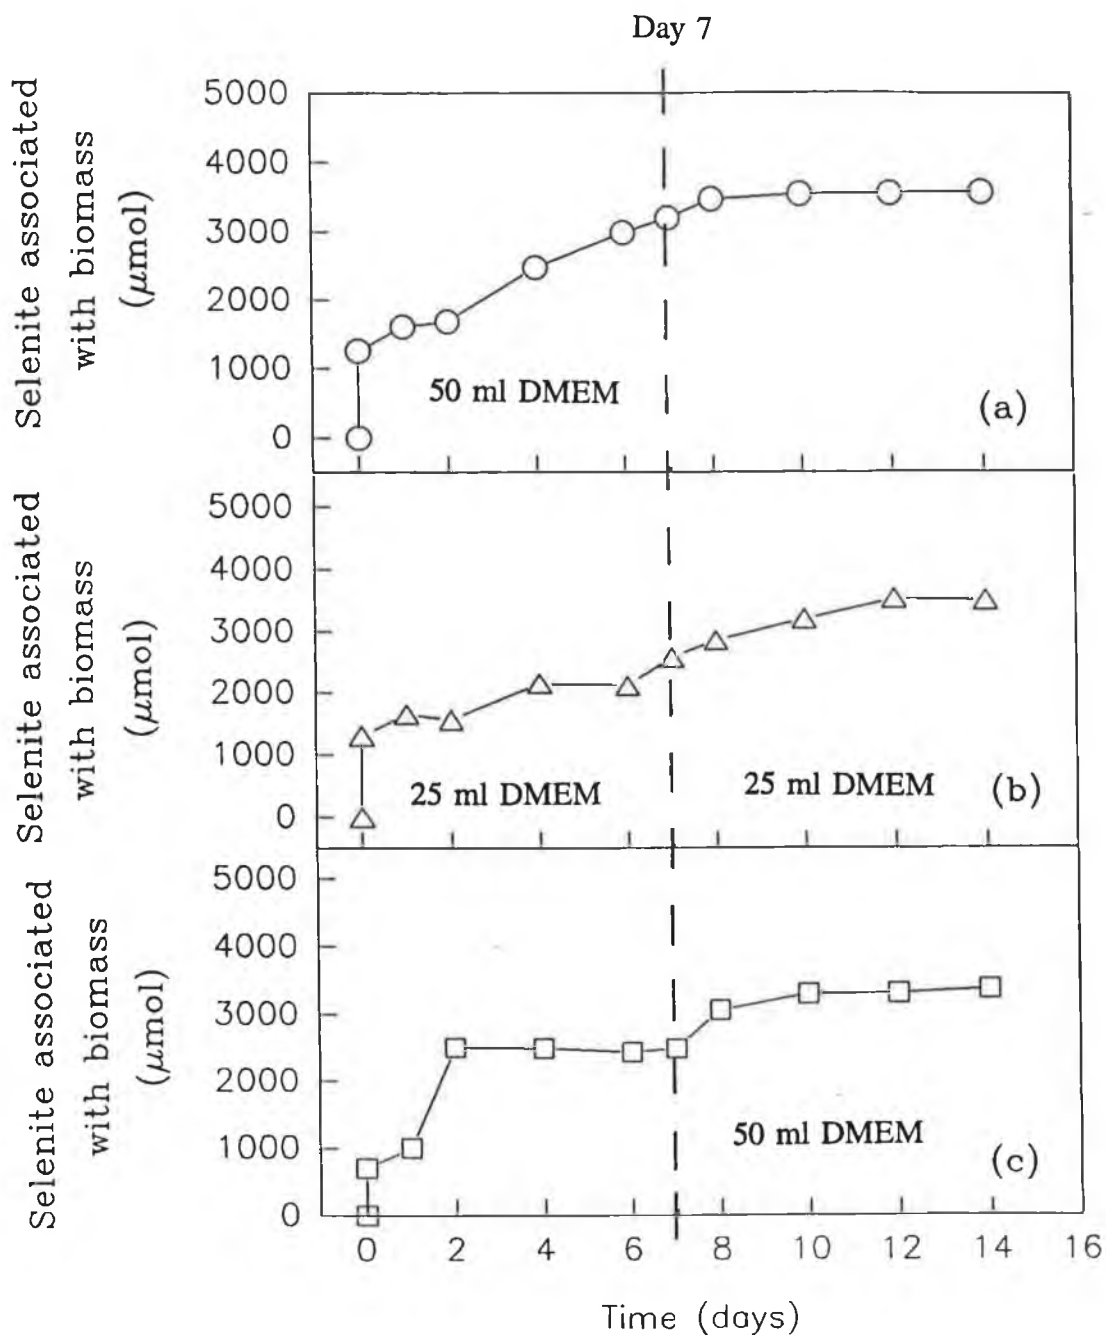 Day 7
Selenite associated
with biomass
(μmol)
5000
4000
3000
2000
1000
0
50 ml DMEM
(a)
Selenite associated
with biomass
(μmol)
5000
4000
3000
2000
1000
0
25 ml DMEM
25 ml DMEM
(b)
Selenite associated
with biomass
(μmol)
5000
4000
3000
2000
1000
0
50 ml DMEM
(c)
0 2 4 6 8 10 12 14 16
Time (days)